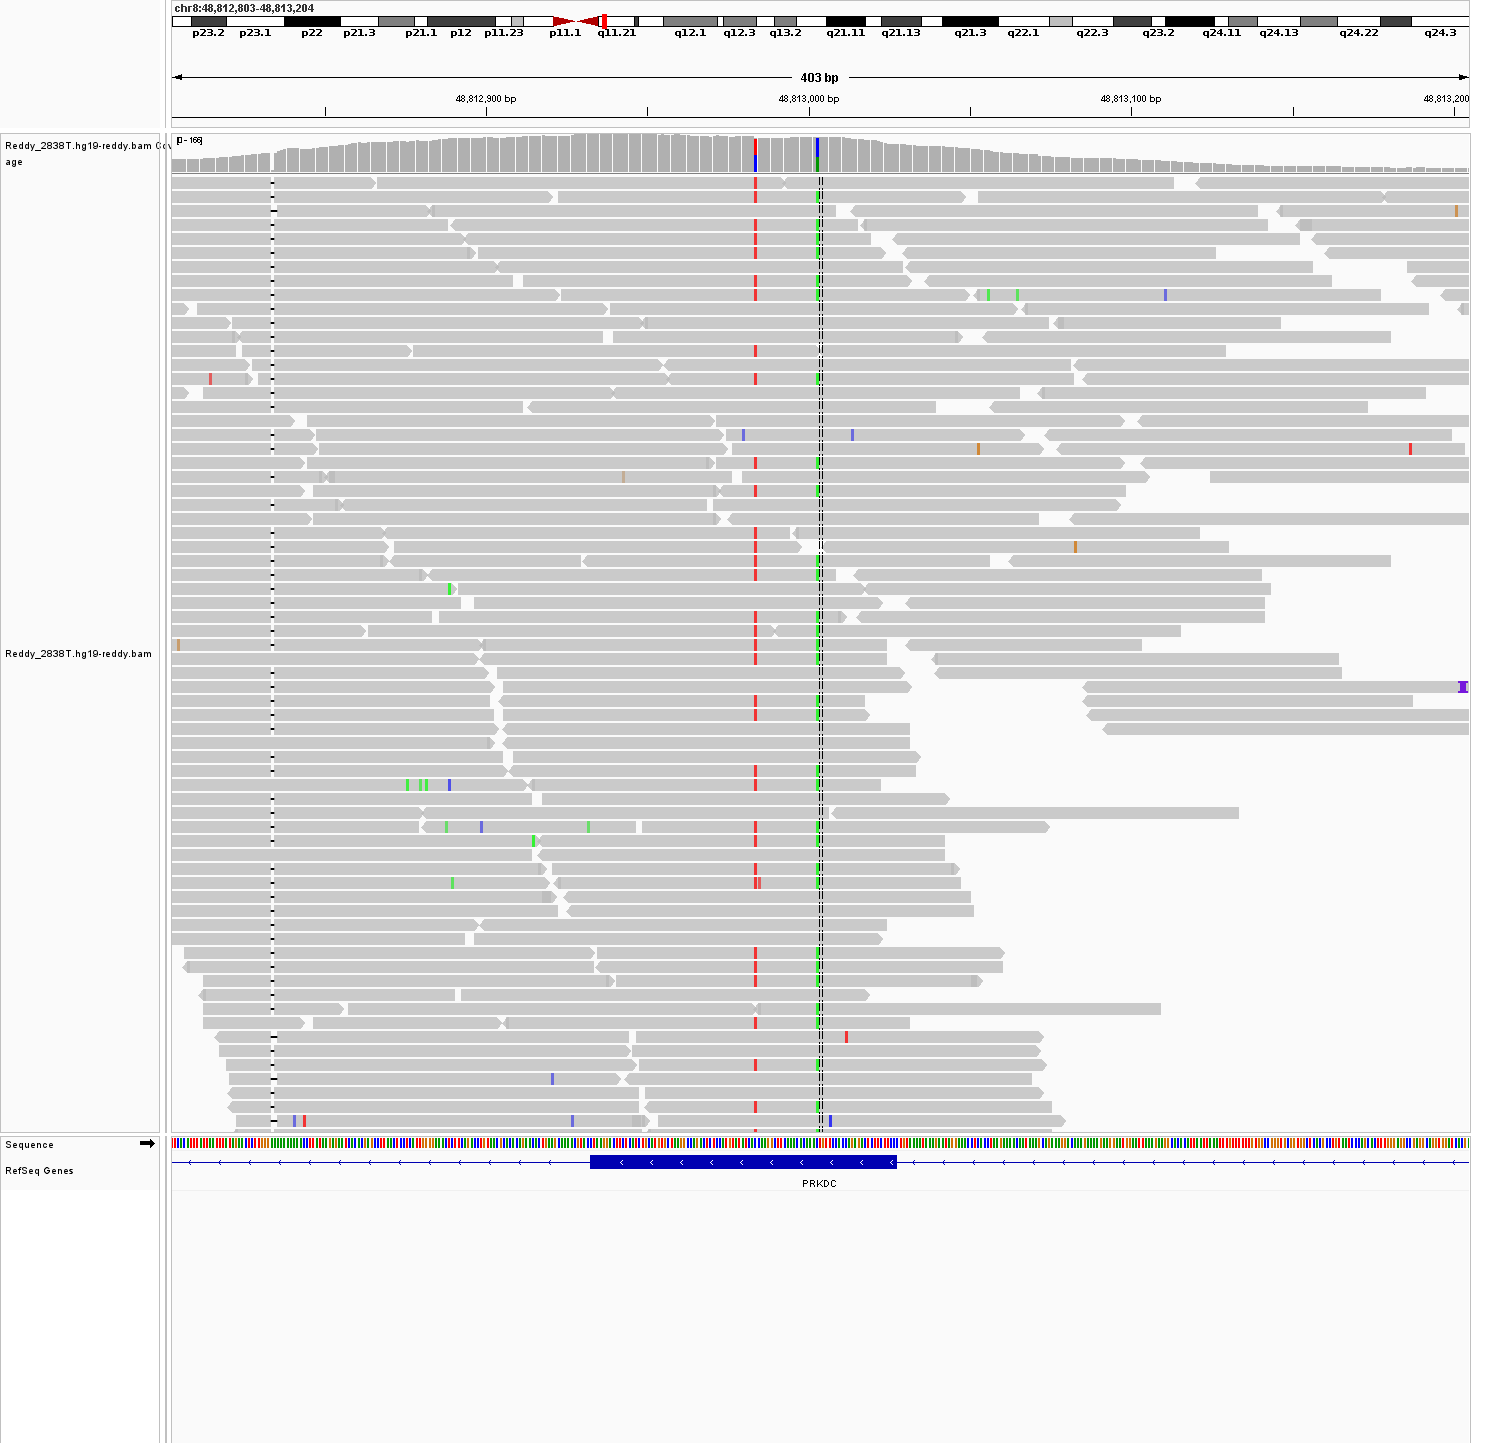 chr8:48,812,803-48,813,204
p23.2 p23.1 p22 p21.3 p21.1 p12 p11.23 p11.1 q11.21 q12.1 q12.3 q13.2 q21.11 q21.13 q21.3 q22.1 q22.3 q23.2 q24.11 q24.13 q24.22 q24.3
403 bp
48,812,900 bp 48,813,000 bp 48,813,100 bp 48,813,200
[0 - 166]
Reddy_2838T.hg19-reddy.bam Cov
age
Reddy_2838T.hg19-reddy.bam
Sequence
RefSeq Genes
PRKDC